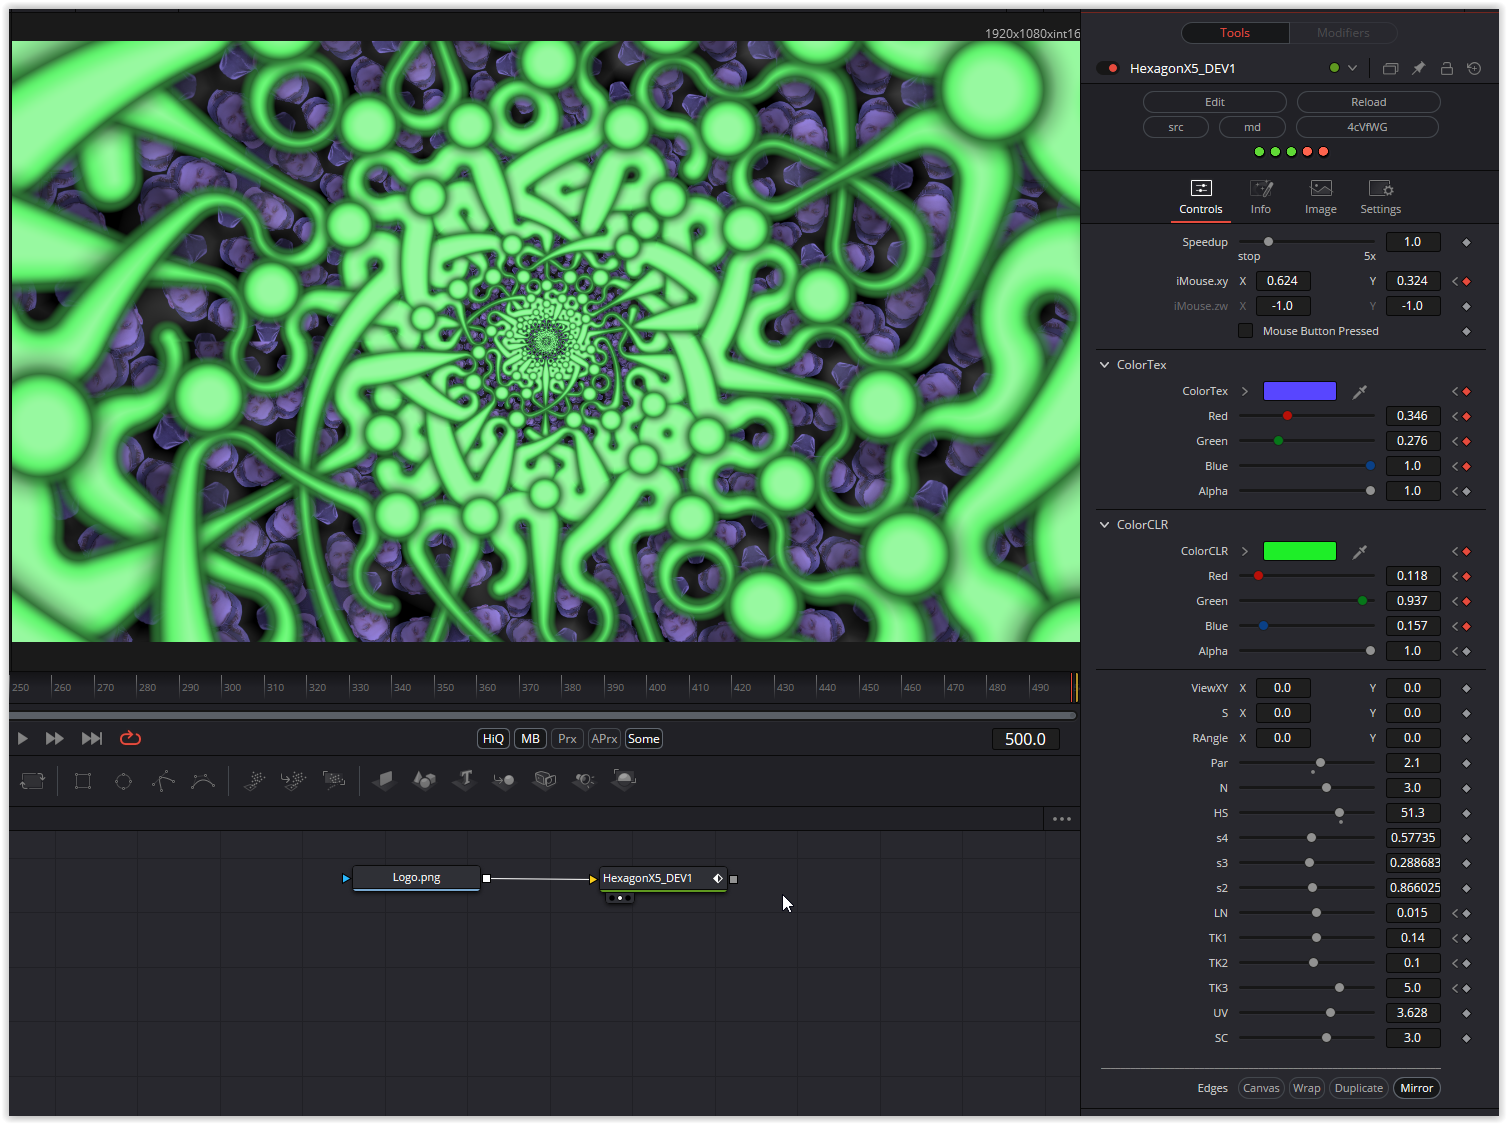 1920x1080xint16
Tools Modifiers
HexagonX5_DEV1
Edit Reload
src md 4cVfWG
Controls Info Image Settings
Speedup 1.0
stop 5x
iMouse.xy X 0.624 Y 0.324
iMouse.zw X -1.0 Y -1.0
Mouse Button Pressed
ColorTex
ColorTex
Red 0.346
Green 0.276
Blue 1.0
Alpha 1.0
ColorCLR
ColorCLR
Red 0.118
Green 0.937
Blue 0.157
Alpha 1.0
ViewXY X 0.0 Y 0.0
S X 0.0 Y 0.0
RAngle X 0.0 Y 0.0
Par 2.1
N 3.0
HS 51.3
s4 0.57735
s3 0.288683
s2 0.866025
LN 0.015
TK1 0.14
TK2 0.1
TK3 5.0
UV 3.628
SC 3.0
Edges Canvas Wrap Duplicate Mirror
250 260 270 280 290 300 310 320 330 340 350 360 370 380 390 400 410 420 430 440 450 460 470 480 490
HiQ MB Prx APrx Some 500.0
Logo.png HexagonX5_DEV1